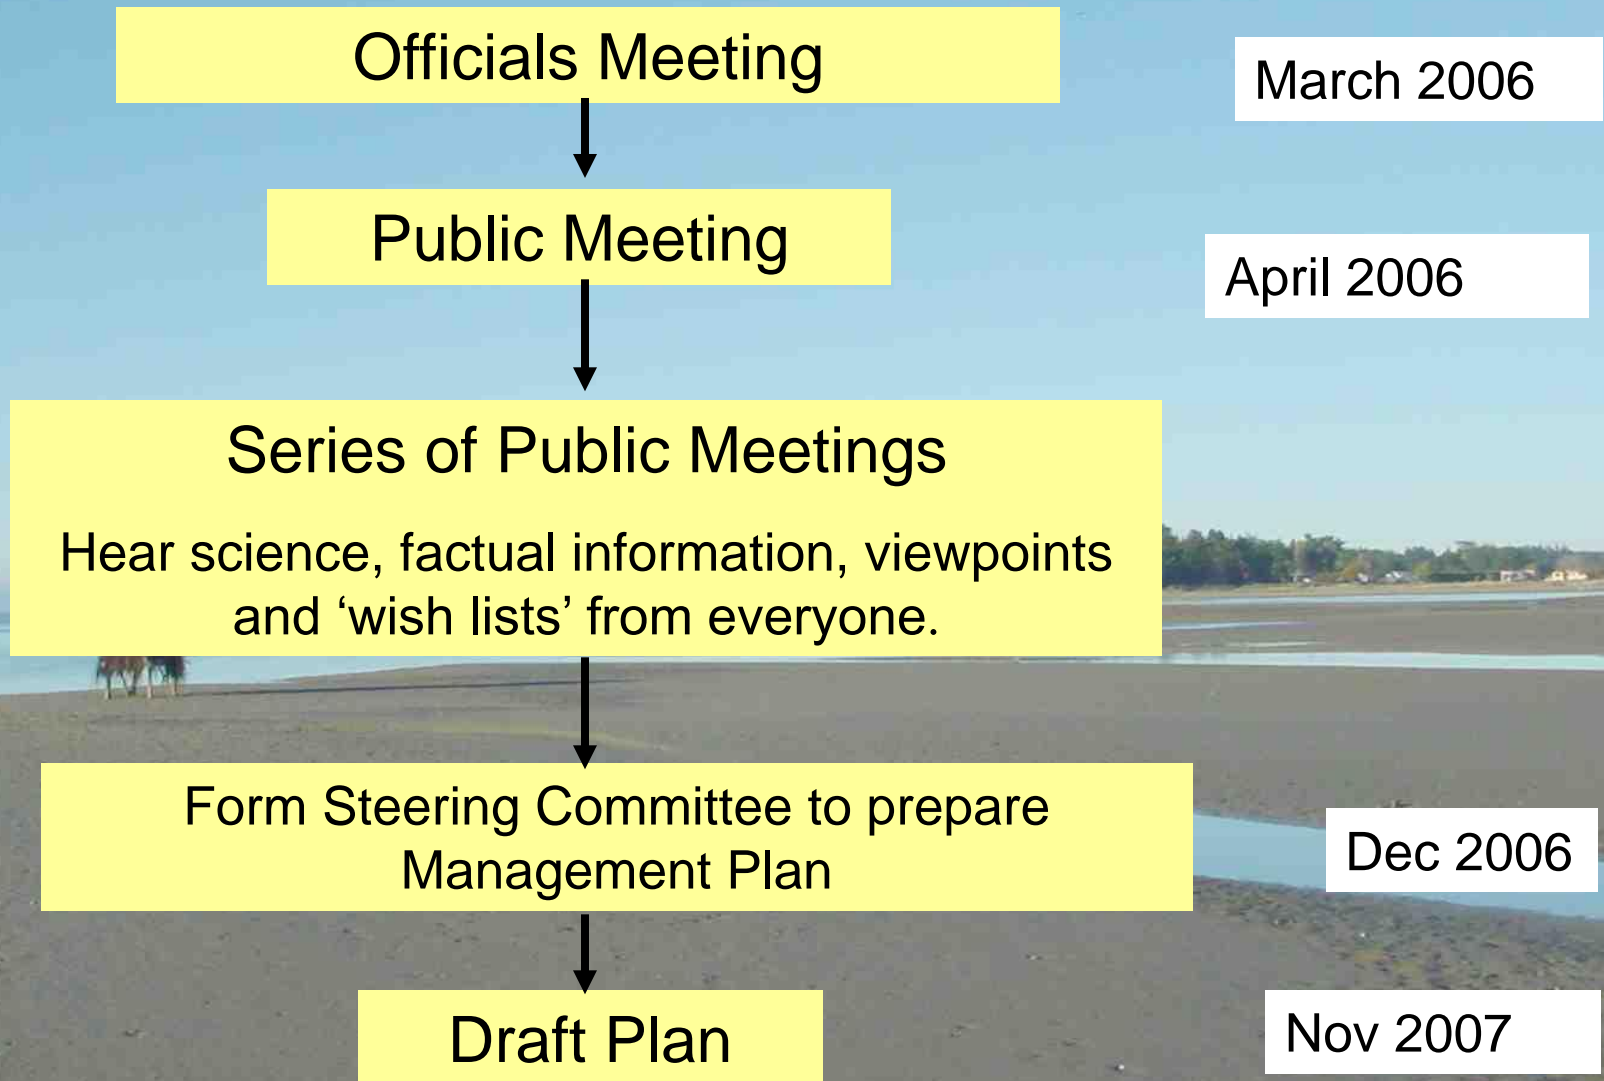 Officials Meeting
March 2006
Public Meeting
April 2006
Series of Public Meetings
Hear science, factual information, viewpoints
and ‘wish lists’ from everyone.
Form Steering Committee to prepare
Management Plan
Dec 2006
Draft Plan
Nov 2007